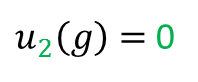 u₂(g) = 0